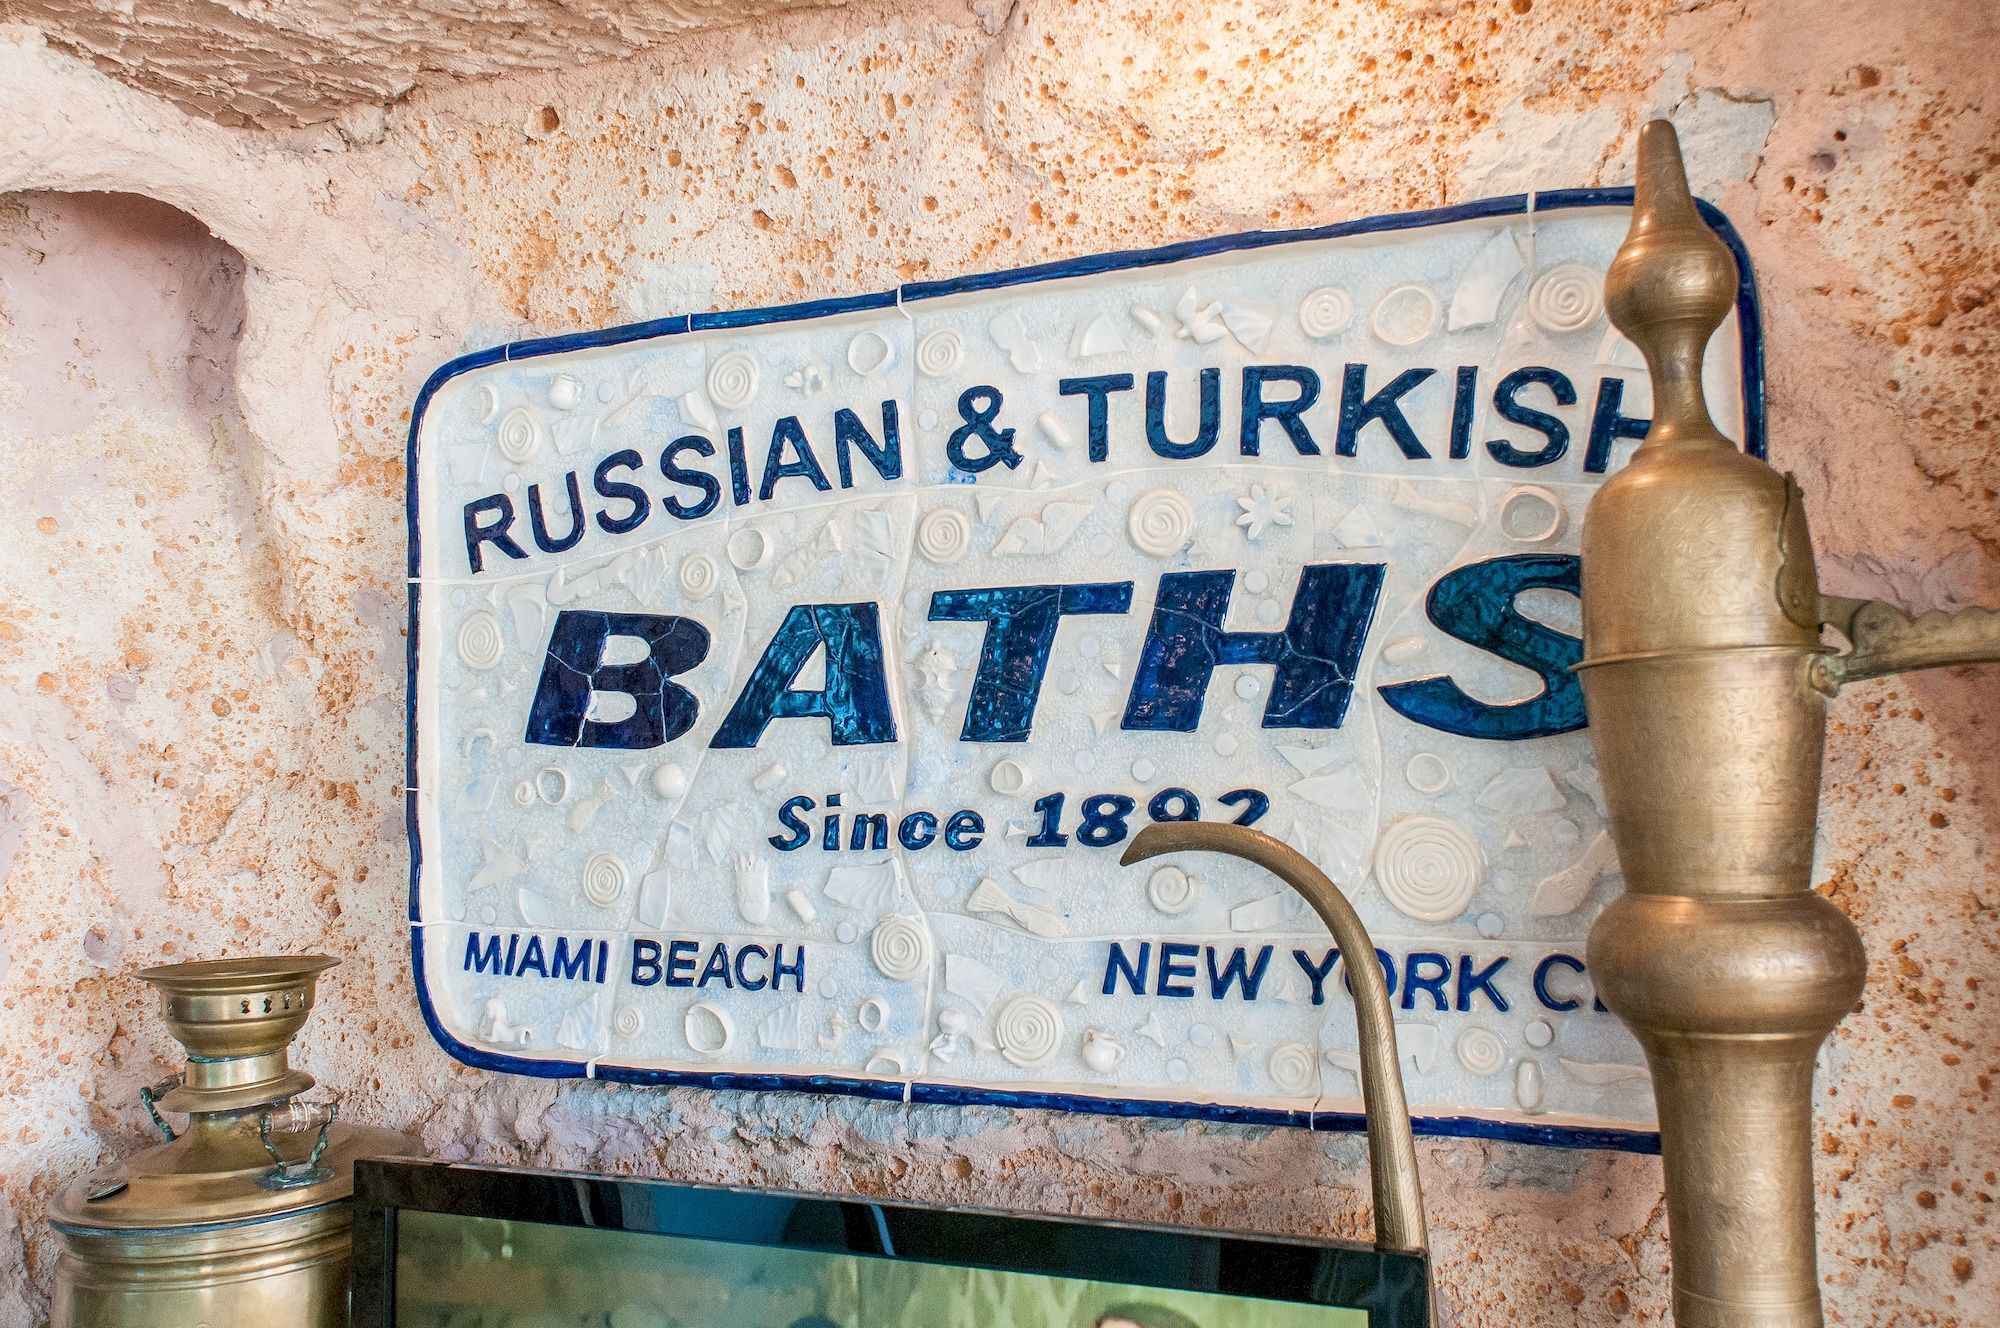 RUSSIAN & TURKISH
BATHS
Since 1892
MIAMI BEACH
NEW YORK